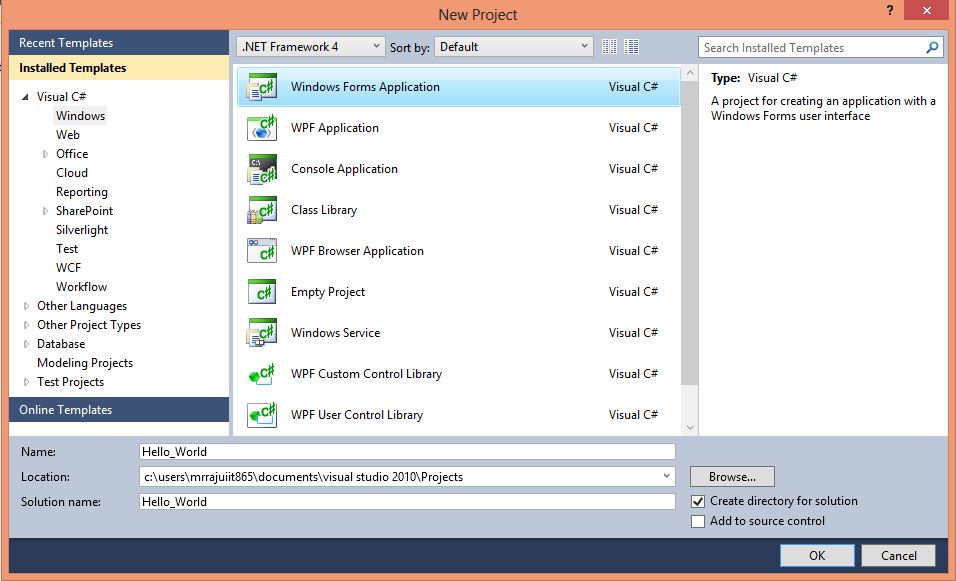 New Project
?
Recent Templates
Installed Templates
Visual C#
Windows
Web
Office
Cloud
Reporting
SharePoint
Silverlight
Test
WCF
Workflow
Other Languages
Other Project Types
Database
Modeling Projects
Test Projects
Online Templates
.NET Framework 4 Sort by: Default
Windows Forms Application Visual C#
WPF Application Visual C#
Console Application Visual C#
Class Library Visual C#
WPF Browser Application Visual C#
Empty Project Visual C#
Windows Service Visual C#
WPF Custom Control Library Visual C#
WPF User Control Library Visual C#
Search Installed Templates
Type: Visual C#
A project for creating an application with a
Windows Forms user interface
Name: Hello_World
Location: c:\users\mrrajuiit865\documents\visual studio 2010\Projects Browse...
Solution name: Hello_World
Create directory for solution
Add to source control
OK Cancel